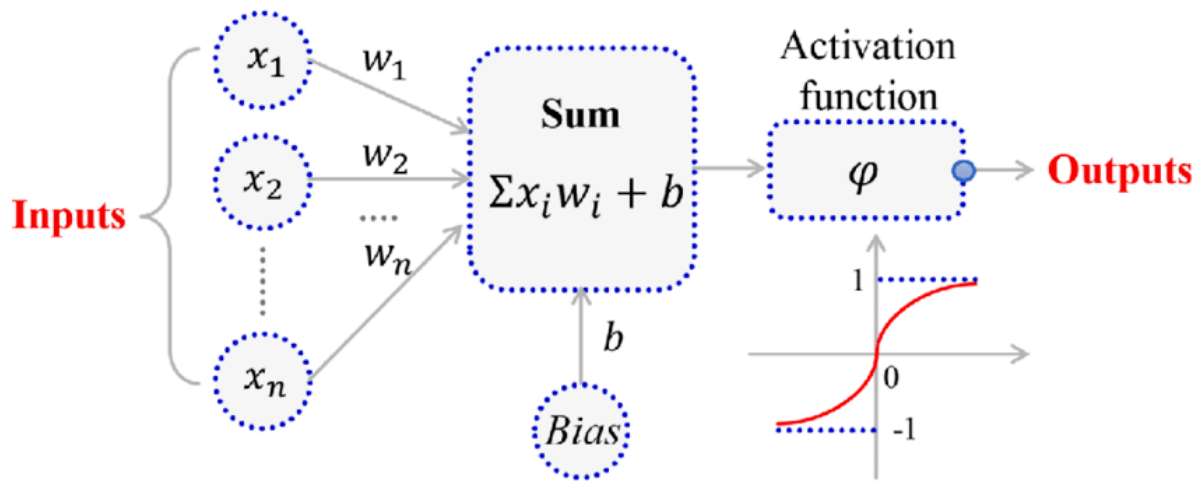 Inputs
x₁
x₂
xₙ
w₁
w₂
wₙ
Sum
Σxᵢwᵢ + b
b
Bias
Activation
function
φ
Outputs
1
0
-1